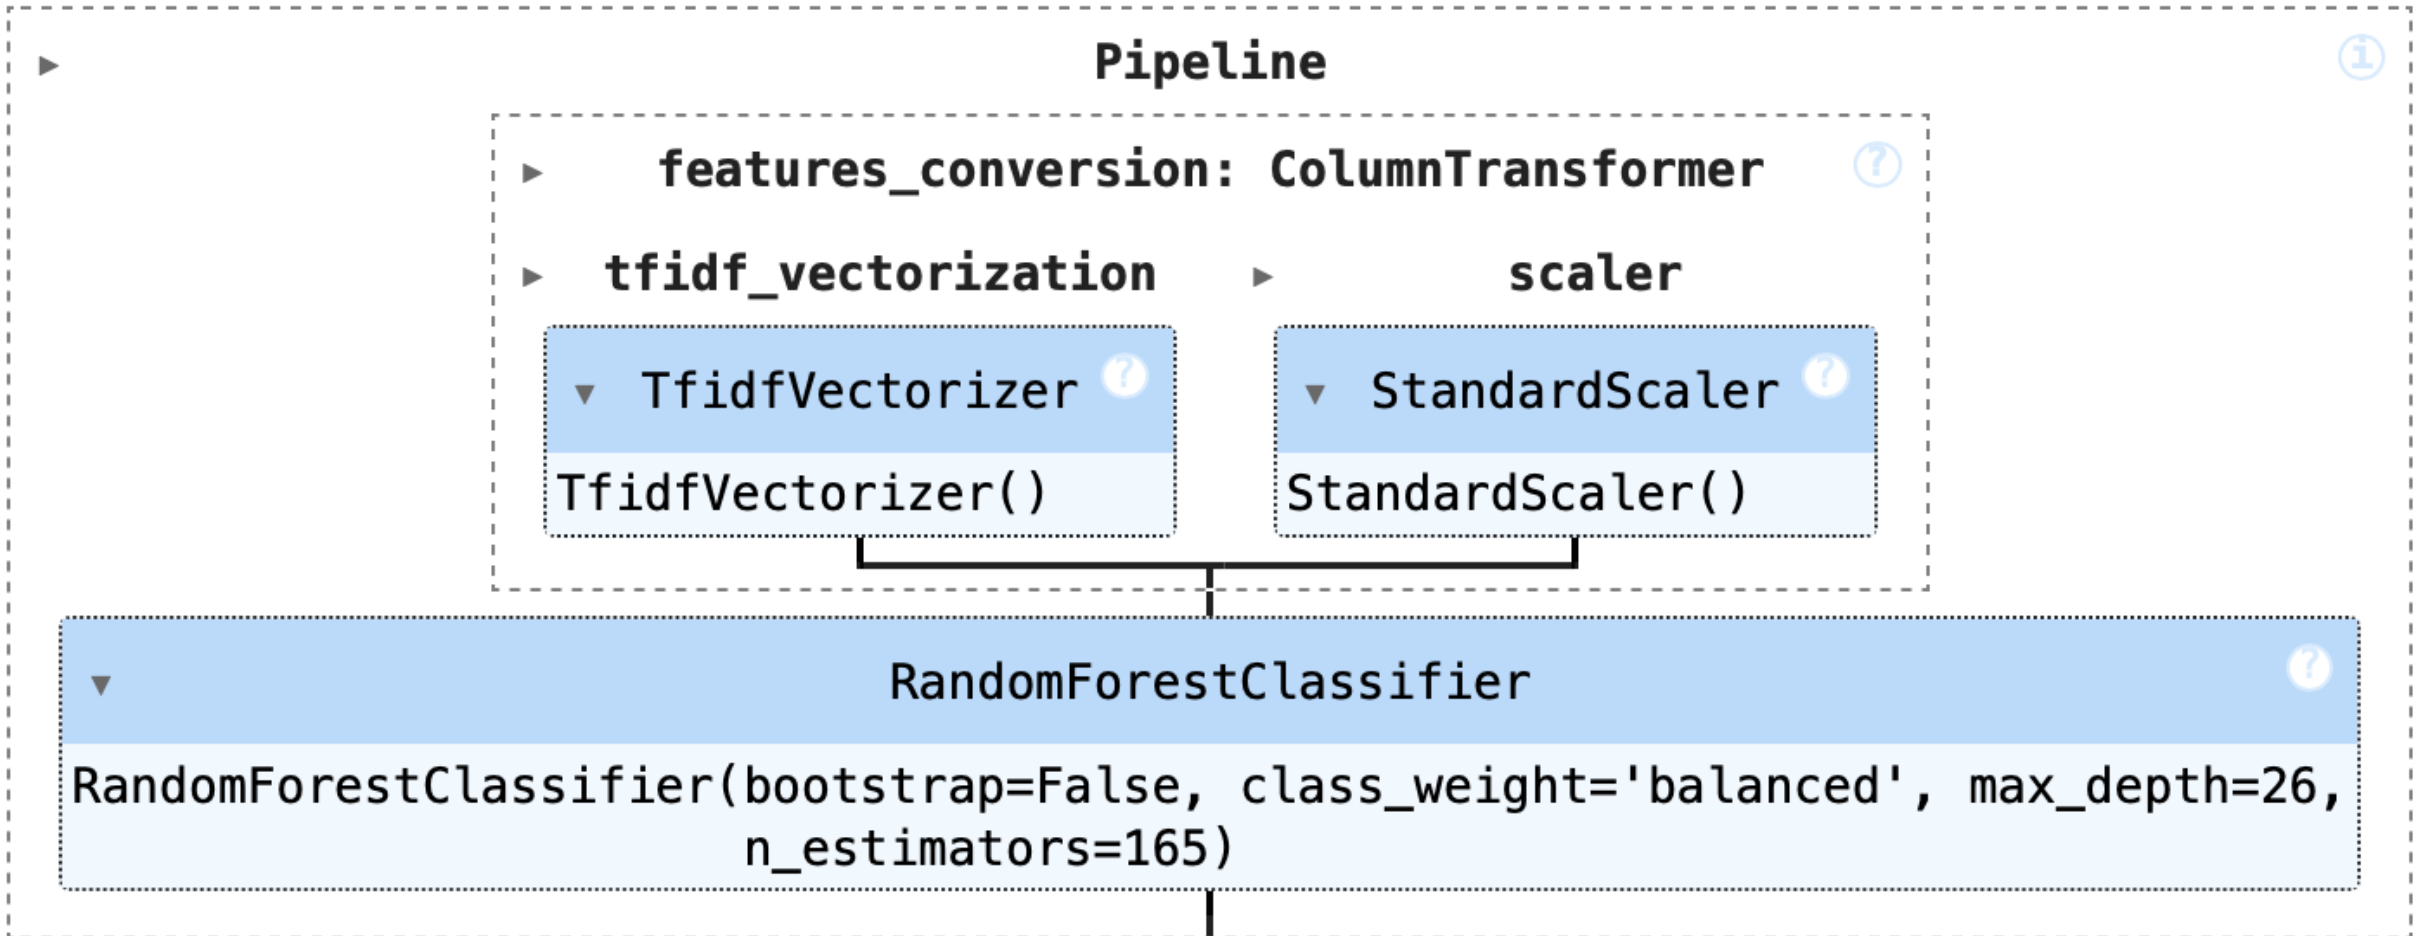 Pipeline
features_conversion: ColumnTransformer
tfidf_vectorization scaler
TfidfVectorizer StandardScaler
TfidfVectorizer() StandardScaler()
RandomForestClassifier
RandomForestClassifier(bootstrap=False, class_weight='balanced', max_depth=26,
n_estimators=165)